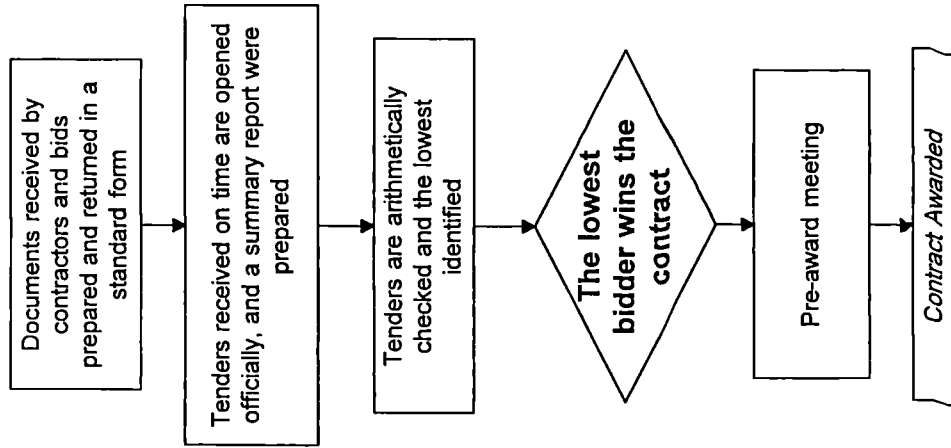 Documents received by
contractors and bids
prepared and returned in a
standard form
Tenders received on time are opened
officially, and a summary report were
prepared
Tenders are arithmetically
checked and the lowest
identified
The lowest
bidder wins the
contract
Pre-award meeting
Contract Awarded